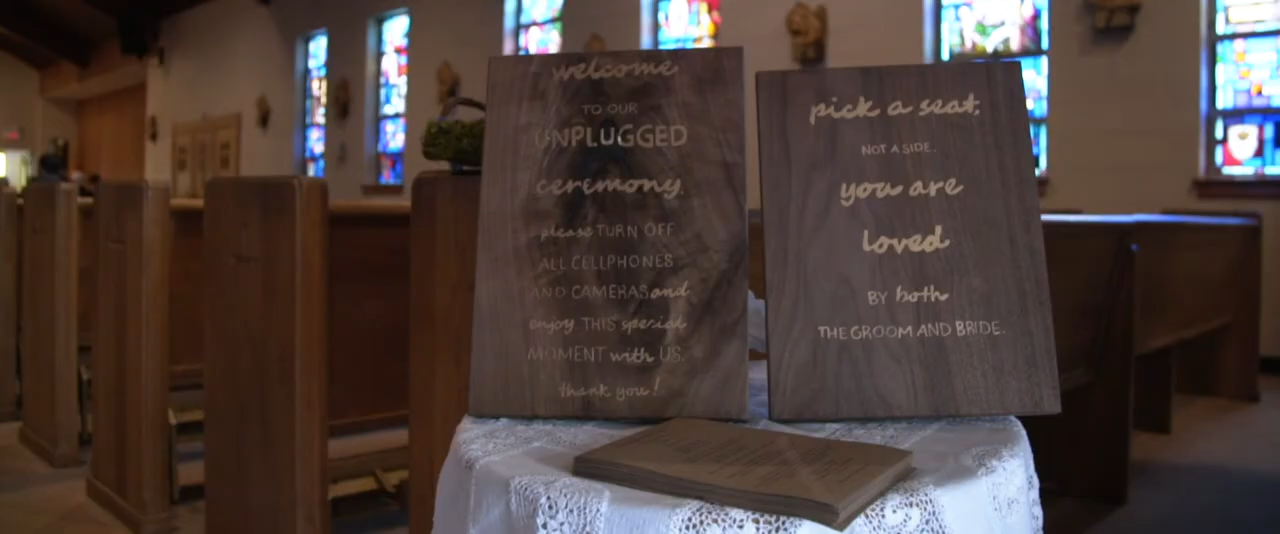 welcome
TO OUR
UNPLUGGED
ceremony.
please TURN OFF
ALL CELLPHONES
AND CAMERAS and
enjoy THIS special
MOMENT with US.
thank you!
pick a seat,
NOT A SIDE.
you are
loved
BY both
THE GROOM AND BRIDE.